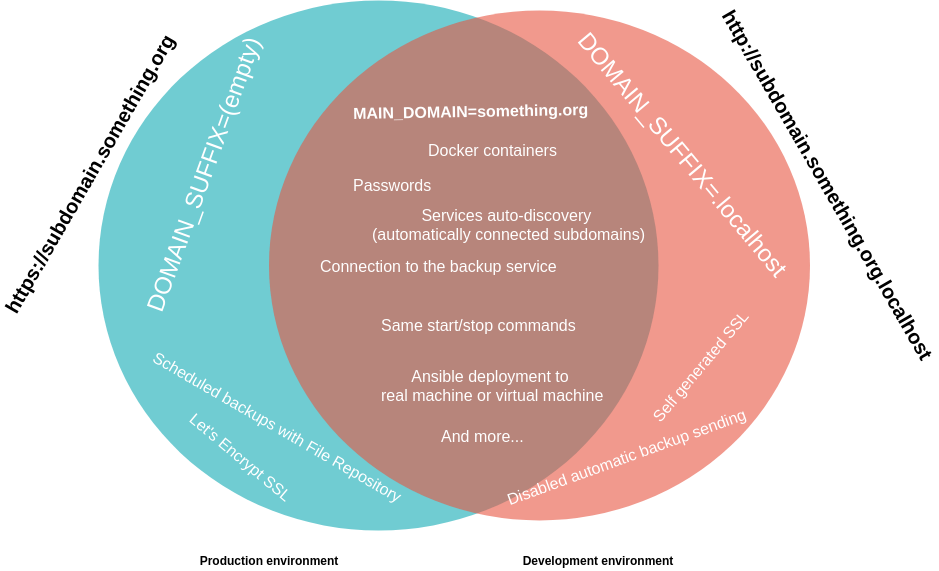 https://subdomain.something.org
DOMAIN_SUFFIX=(empty)
Scheduled backups with File Repository
Let's Encrypt SSL
MAIN_DOMAIN=something.org
Docker containers
Passwords
Services auto-discovery
(automatically connected subdomains)
Connection to the backup service
Same start/stop commands
Ansible deployment to
real machine or virtual machine
And more...
DOMAIN_SUFFIX=.localhost
Self generated SSL
Disabled automatic backup sending
http://subdomain.something.org.localhost
Production environment
Development environment